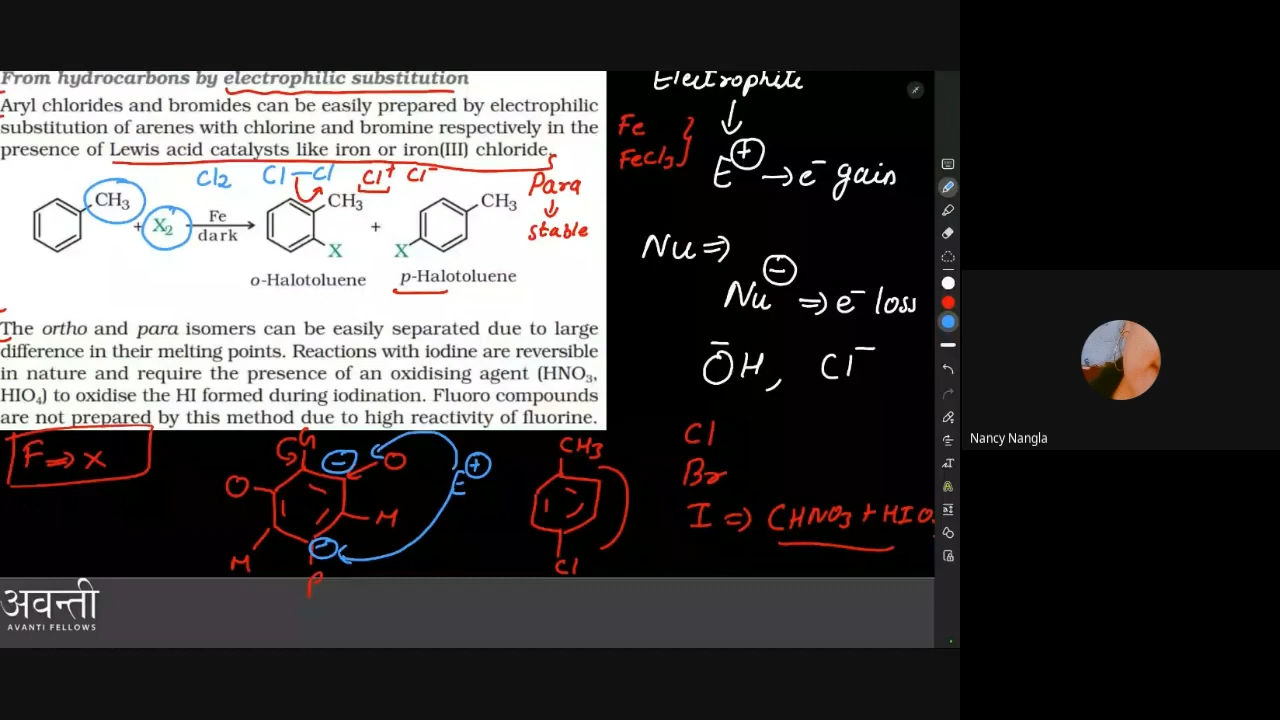 From hydrocarbons by electrophilic substitution
Aryl chlorides and bromides can be easily prepared by electrophilic
substitution of arenes with chlorine and bromine respectively in the
presence of Lewis acid catalysts like iron or iron(III) chloride.
Cl2 Cl—Cl Cl+ Cl-
Para
stable
CH₃ + X₂ Fe dark CH₃ X + CH₃ X
o-Halotoluene p-Halotoluene
The ortho and para isomers can be easily separated due to large
difference in their melting points. Reactions with iodine are reversible
in nature and require the presence of an oxidising agent (HNO₃,
HIO₄) to oxidise the HI formed during iodination. Fluoro compounds
are not prepared by this method due to high reactivity of fluorine.
F ⇒ x
O - O E +
M M
P
CH3
Cl
Electrophile
Fe
FeCl3
E+ → e- gain
Nu ⇒
Nu- ⇒ e- loss
ŌH, Cl-
Cl
Br
I ⇒ CHNO3 + HIO
अवन्ती
AVANTI FELLOWS
Nancy Nangla